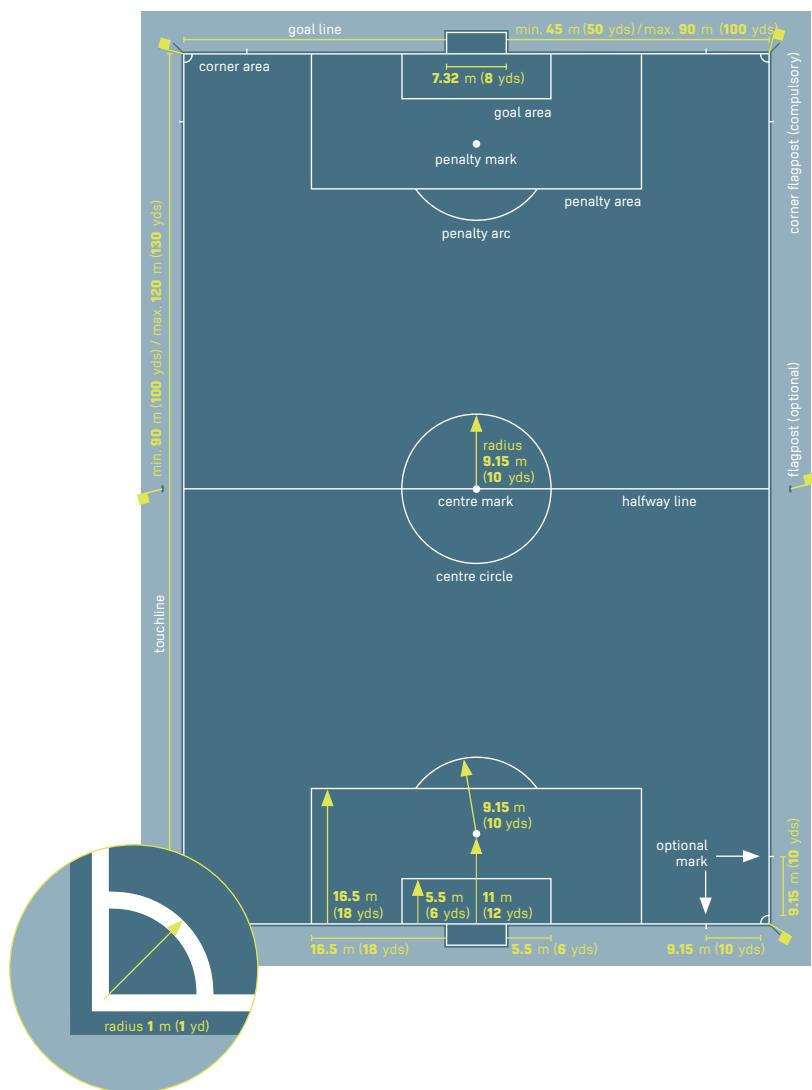 goal line
min. 45 m (50 yds) / max. 90 m (100 yds)
corner area
7.32 m (8 yds)
goal area
penalty mark
penalty area
penalty arc
corner flagpost (compulsory)
min. 90 m (100 yds) / max. 120 m (130 yds)
radius
9.15 m
(10 yds)
flagpost (optional)
centre mark
halfway line
centre circle
touchline
9.15 m
(10 yds)
optional
mark
9.15 m (10 yds)
16.5 m
(18 yds)
5.5 m
(6 yds)
11 m
(12 yds)
16.5 m (18 yds)
5.5 m (6 yds)
9.15 m (10 yds)
radius 1 m (1 yd)